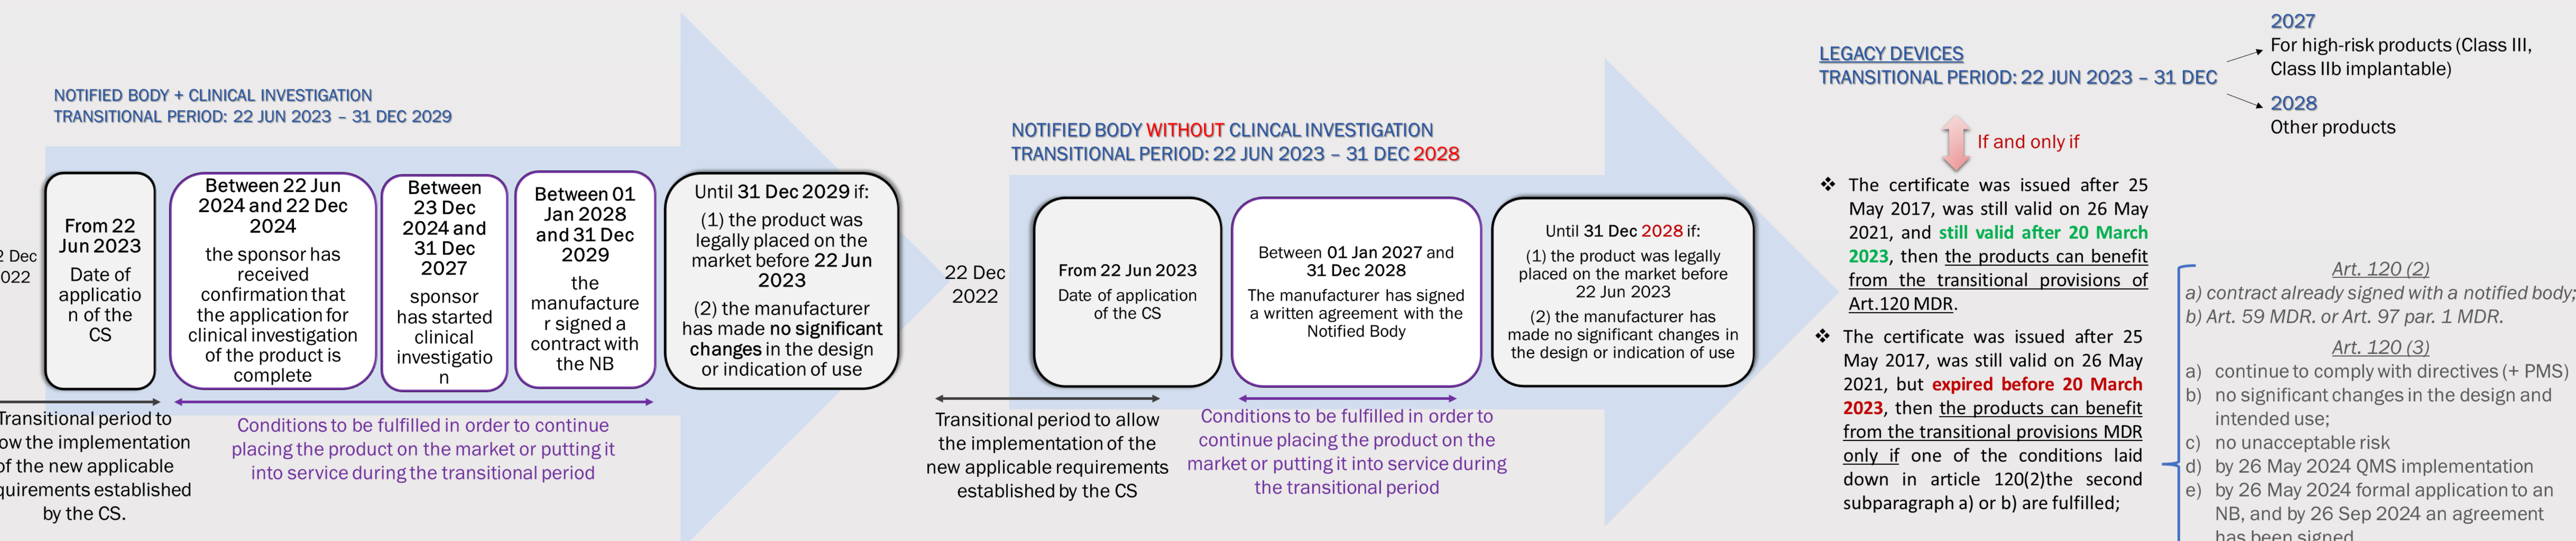 NOTIFIED BODY + CLINICAL INVESTIGATION
TRANSITIONAL PERIOD: 22 JUN 2023 – 31 DEC 2029
2 Dec
022
From 22
Jun 2023
Date of
applicatio
n of the
CS
Between 22 Jun
2024 and 22 Dec
2024
the sponsor has
received
confirmation that
the application for
clinical investigation
of the product is
complete
Between
23 Dec
2024 and
31 Dec
2027
sponsor
has started
clinical
investigatio
n
Between 01
Jan 2028
and 31 Dec
2029
the
manufacture
r signed a
contract with
the NB
Until 31 Dec 2029 if:
(1) the product was
legally placed on the
market before 22 Jun
2023
(2) the manufacturer
has made no significant
changes in the design
or indication of use
Transitional period to
ow the implementation
of the new applicable
quirements established
by the CS.
Conditions to be fulfilled in order to continue
placing the product on the market or putting it
into service during the transitional period
NOTIFIED BODY WITHOUT CLINCAL INVESTIGATION
TRANSITIONAL PERIOD: 22 JUN 2023 – 31 DEC 2028
22 Dec
2022
From 22 Jun 2023
Date of application
of the CS
Between 01 Jan 2027 and
31 Dec 2028
The manufacturer has signed
a written agreement with the
Notified Body
Until 31 Dec 2028 if:
(1) the product was legally
placed on the market before
22 Jun 2023
(2) the manufacturer has
made no significant changes in
the design or indication of use
Transitional period to allow
the implementation of the
new applicable requirements
established by the CS
Conditions to be fulfilled in order to
continue placing the product on the
market or putting it into service during
the transitional period
LEGACY DEVICES
TRANSITIONAL PERIOD: 22 JUN 2023 – 31 DEC
2027
For high-risk products (Class III,
Class IIb implantable)
2028
Other products
If and only if
❖ The certificate was issued after 25
May 2017, was still valid on 26 May
2021, and still valid after 20 March
2023, then the products can benefit
from the transitional provisions of
Art.120 MDR.
❖ The certificate was issued after 25
May 2017, was still valid on 26 May
2021, but expired before 20 March
2023, then the products can benefit
from the transitional provisions MDR
only if one of the conditions laid
down in article 120(2)the second
subparagraph a) or b) are fulfilled;
Art. 120 (2)
a) contract already signed with a notified body;
b) Art. 59 MDR. or Art. 97 par. 1 MDR.
Art. 120 (3)
a) continue to comply with directives (+ PMS)
b) no significant changes in the design and
intended use;
c) no unacceptable risk
d) by 26 May 2024 QMS implementation
e) by 26 May 2024 formal application to an
NB, and by 26 Sep 2024 an agreement
has been signed